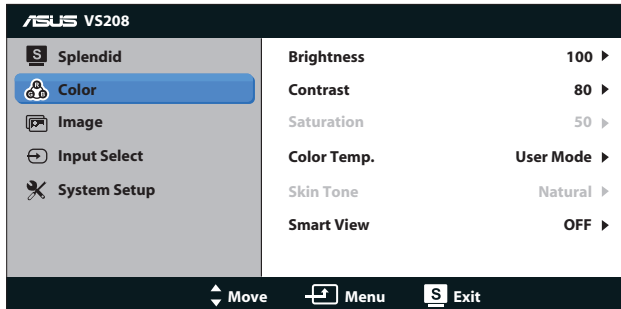 ASUS VS208
S Splendid
Color
Image
Input Select
System Setup
Brightness 100
Contrast 80
Saturation 50
Color Temp. User Mode
Skin Tone Natural
Smart View OFF
Move Menu S Exit